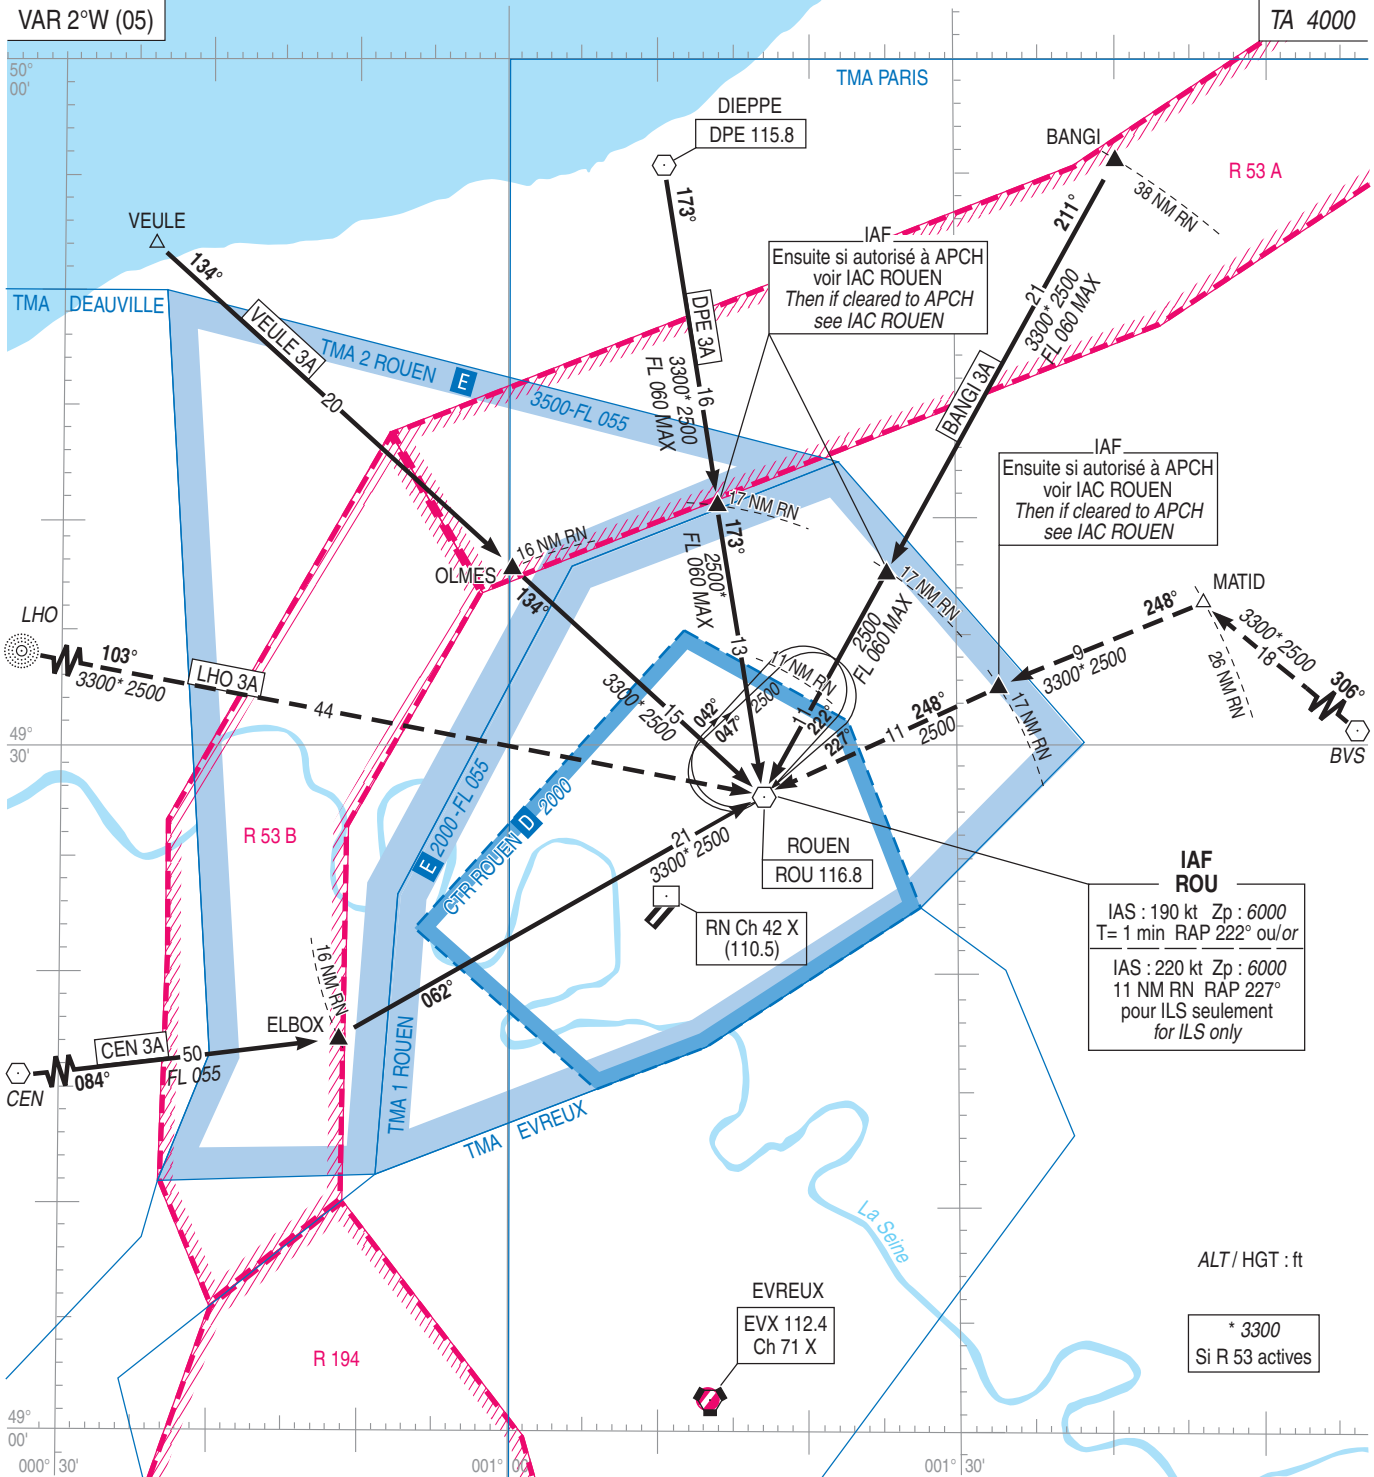 VAR 2°W (05)
TA 4000
50°
00'
TMA PARIS
DIEPPE
DPE 115.8
BANGI
R 53 A
38 NM RN
173°
211°
VEULE
134°
IAF
Ensuite si autorisé à APCH
voir IAC ROUEN
Then if cleared to APCH
see IAC ROUEN
TMA DEAUVILLE
VEULE 3A
20
TMA 2 ROUEN E
3500-FL 055
DPE 3A
16
3300* 2500
FL 060 MAX
21
3300* 2500
FL 060 MAX
BANGI 3A
IAF
Ensuite si autorisé à APCH
voir IAC ROUEN
Then if cleared to APCH
see IAC ROUEN
17 NM RN
16 NM RN
OLMES
134°
173°
2500*
FL 060 MAX
13
17 NM RN
2500
FL 060 MAX
MATID
248°
9
3300* 2500
3300* 2500
18
26 NM RN
306°
BVS
LHO
103°
3300* 2500
LHO 3A
44
3300* 2500
15
11 NM RN
042°
047°
2500
11
222°
227°
248°
11
2500
17 NM RN
49°
30'
R 53 B
E 2000-FL 055
CTR ROUEN D 2000
21
3300* 2500
ROUEN
ROU 116.8
RN Ch 42 X
(110.5)
IAF
ROU
IAS : 190 kt Zp : 6000
T= 1 min RAP 222° ou/or
IAS : 220 kt Zp : 6000
11 NM RN RAP 227°
pour ILS seulement
for ILS only
16 NM RN
062°
ELBOX
CEN 3A
50
084°
FL 055
CEN
TMA 1 ROUEN
TMA EVREUX
La Seine
ALT / HGT : ft
EVREUX
EVX 112.4
Ch 71 X
* 3300
Si R 53 actives
R 194
49°
00'
000° 30'
001° 00'
001° 30'